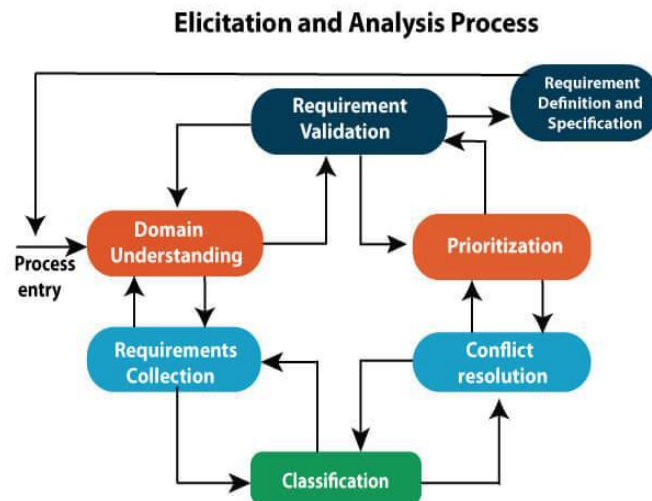 Elicitation and Analysis Process
Requirement
Definition and
Specification
Requirement
Validation
Domain
Understanding
Prioritization
Process
entry
Requirements
Collection
Conflict
resolution
Classification